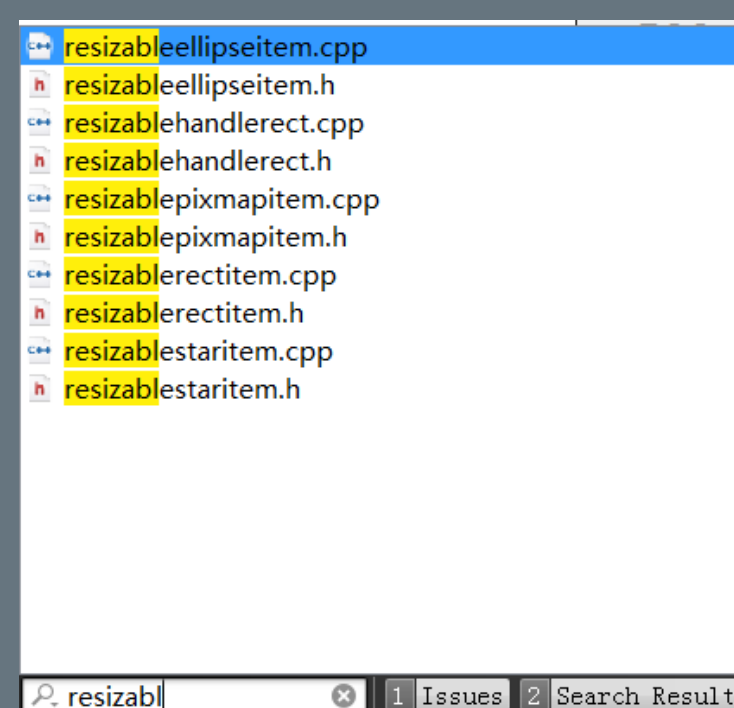 resizableellipseitem.cpp
resizableellipseitem.h
resizablehandlerect.cpp
resizablehandlerect.h
resizablepixmapitem.cpp
resizablepixmapitem.h
resizablerectitem.cpp
resizablerectitem.h
resizablestaritem.cpp
resizablestaritem.h
resizabl 1 Issues 2 Search Result